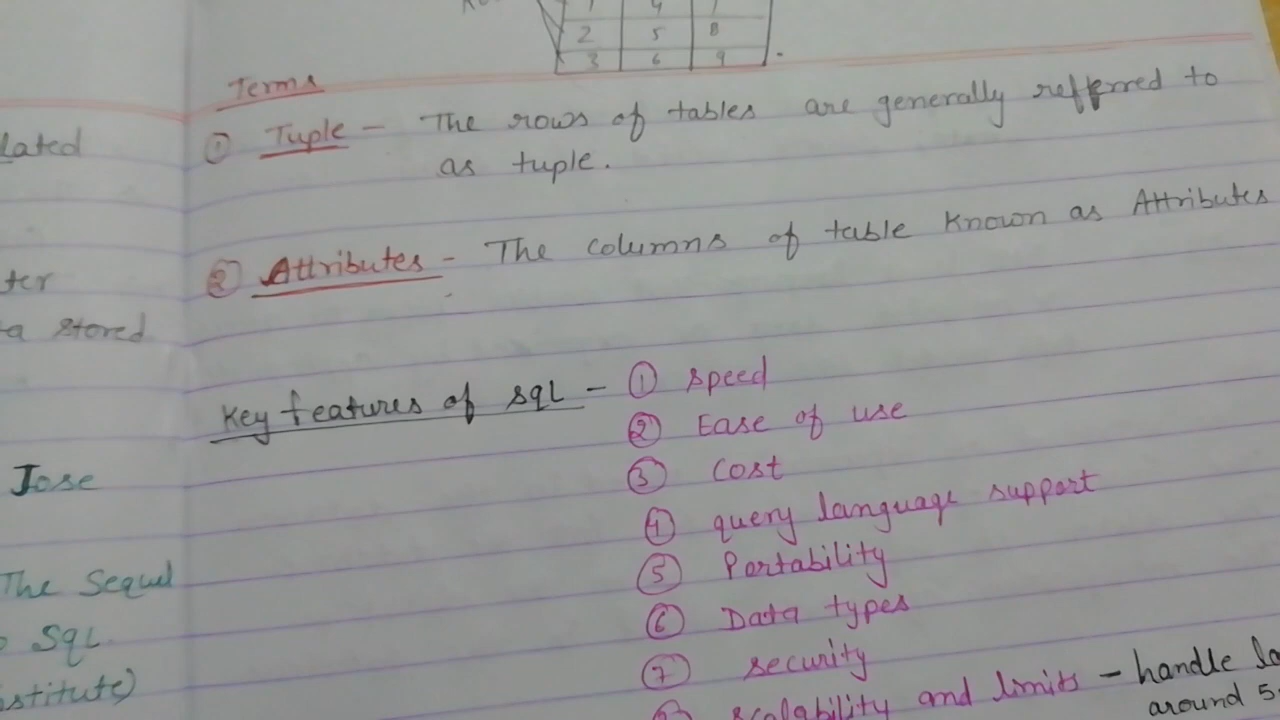 2 5 8
3 6 9
Terms
① Tuple - The rows of tables are generally refferred to
as tuple.
② Attributes - The columns of table known as Attributes
Key features of SQL - ① speed
② Ease of use
③ cost
④ query language support
⑤ Portability
⑥ Data types
⑦ security
scalability and limits - handle
around
lated
ter
a stored
Jose
The Sequel
SQL
stitute)